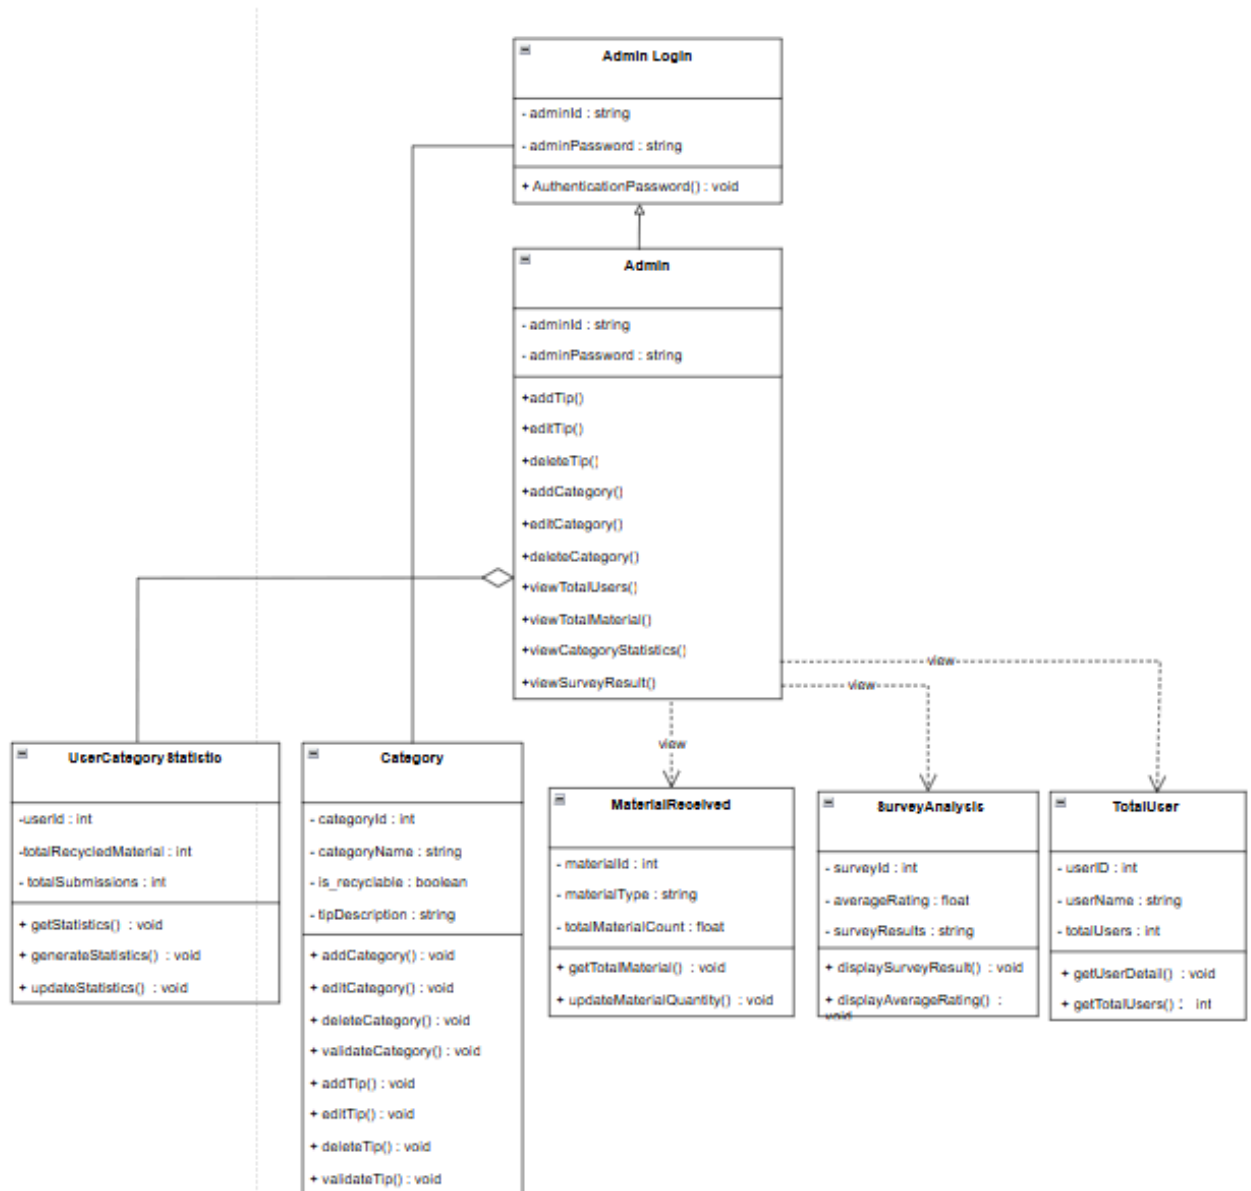 Admin Login
- adminId : string
- adminPassword : string
+ AuthenticationPassword() : void
Admin
- adminId : string
- adminPassword : string
+addTip()
+editTip()
+deleteTip()
+addCategory()
+editCategory()
+deleteCategory()
+viewTotalUsers()
+viewTotalMaterial()
+viewCategoryStatistics()
+viewSurveyResult()
view
view
view
UserCategory Statistic
-userId : int
-totalRecycledMaterial : int
- totalSubmissions : int
+ getStatistics() : void
+ generateStatistics() : void
+ updateStatistics() : void
Category
- categoryId : int
- categoryName : string
- is_recyclable : boolean
- tipDescription : string
+ addCategory() : void
+ editCategory() : void
+ deleteCategory() : void
+ validateCategory() : void
+ addTip() : void
+ editTip() : void
+ deleteTip() : void
+ validateTip() : void
MaterialReceived
- materialId : int
- materialType : string
- totalMaterialCount : float
+ getTotalMaterial() : void
+ updateMaterialQuantity() : void
SurveyAnalysis
- surveyId : int
- averageRating : float
- surveyResults : string
+ displaySurveyResult() : void
+ displayAverageRating() :
void
TotalUser
- userID : int
- userName : string
- totalUsers : int
+ getUserDetail() : void
+ getTotalUsers() : int